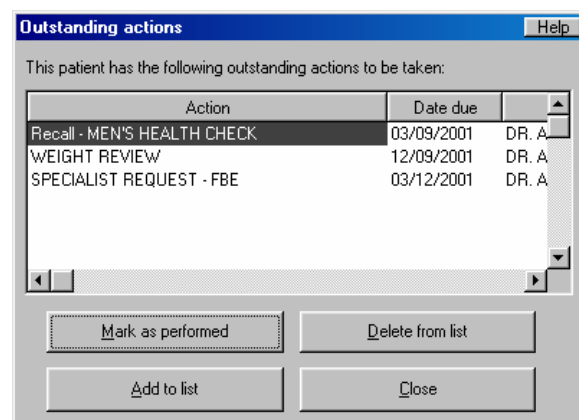 Outstanding actions Help
This patient has the following outstanding actions to be taken:
Action Date due
Recall - MEN'S HEALTH CHECK 03/09/2001 DR. A
WEIGHT REVIEW 12/09/2001 DR. A
SPECIALIST REQUEST - FBE 03/12/2001 DR. A
Mark as performed Delete from list
Add to list Close